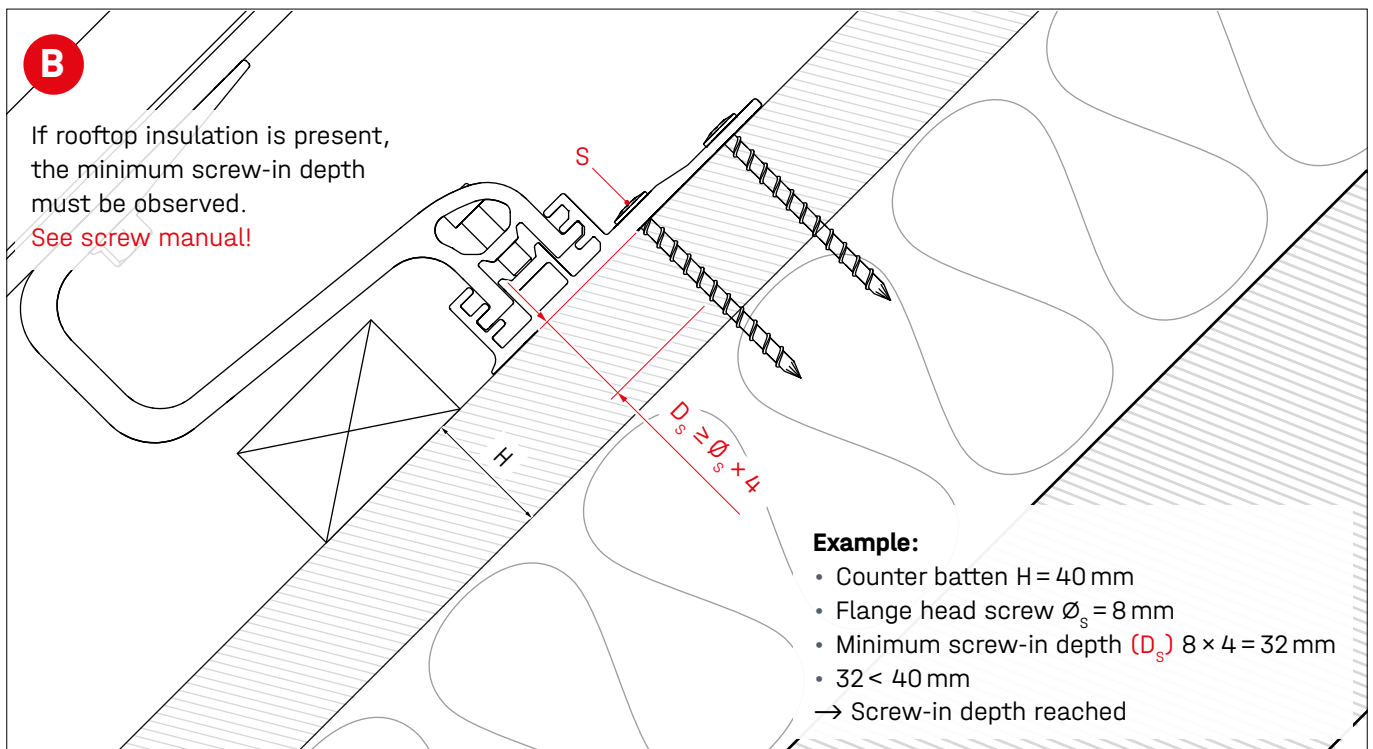 B
If rooftop insulation is present,
the minimum screw-in depth
must be observed.
See screw manual!
S
H
Dₛ ≥ Øₛ × 4
Example:
• Counter batten H = 40 mm
• Flange head screw Øₛ = 8 mm
• Minimum screw-in depth (Dₛ) 8 × 4 = 32 mm
• 32 < 40 mm
→ Screw-in depth reached